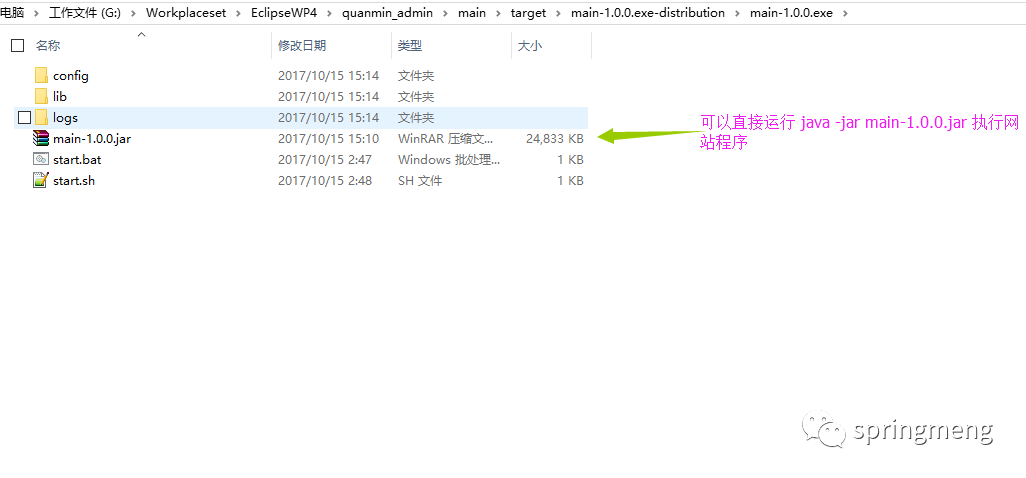 电脑 › 工作文件 (G:) › Workplaceset › EclipseWP4 › quanmin_admin › main › target › main-1.0.0.exe-distribution › main-1.0.0.exe ›
名称 修改日期 类型 大小
config 2017/10/15 15:14 文件夹
lib 2017/10/15 15:14 文件夹
logs 2017/10/15 15:14 文件夹
main-1.0.0.jar 2017/10/15 15:10 WinRAR 压缩文... 24,833 KB
start.bat 2017/10/15 2:47 Windows 批处理... 1 KB
start.sh 2017/10/15 2:48 SH 文件 1 KB
可以直接运行 java -jar main-1.0.0.jar 执行网
站程序
springmeng